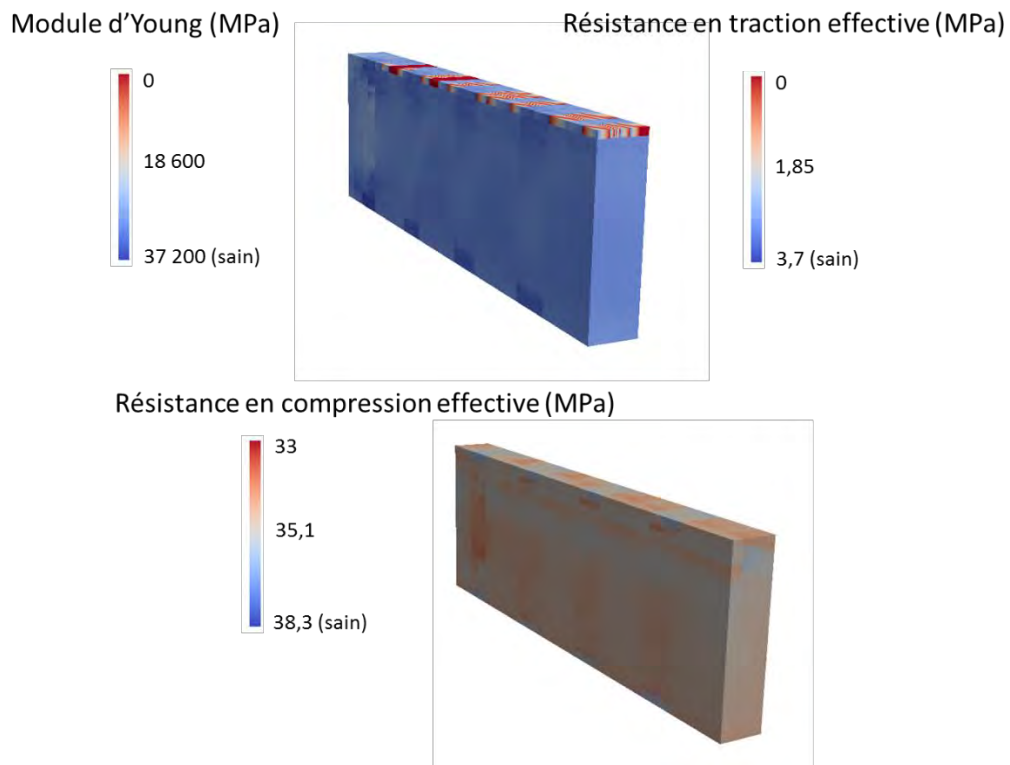 Module d’Young (MPa)
0
18 600
37 200 (sain)
Résistance en traction effective (MPa)
0
1,85
3,7 (sain)
Résistance en compression effective (MPa)
33
35,1
38,3 (sain)